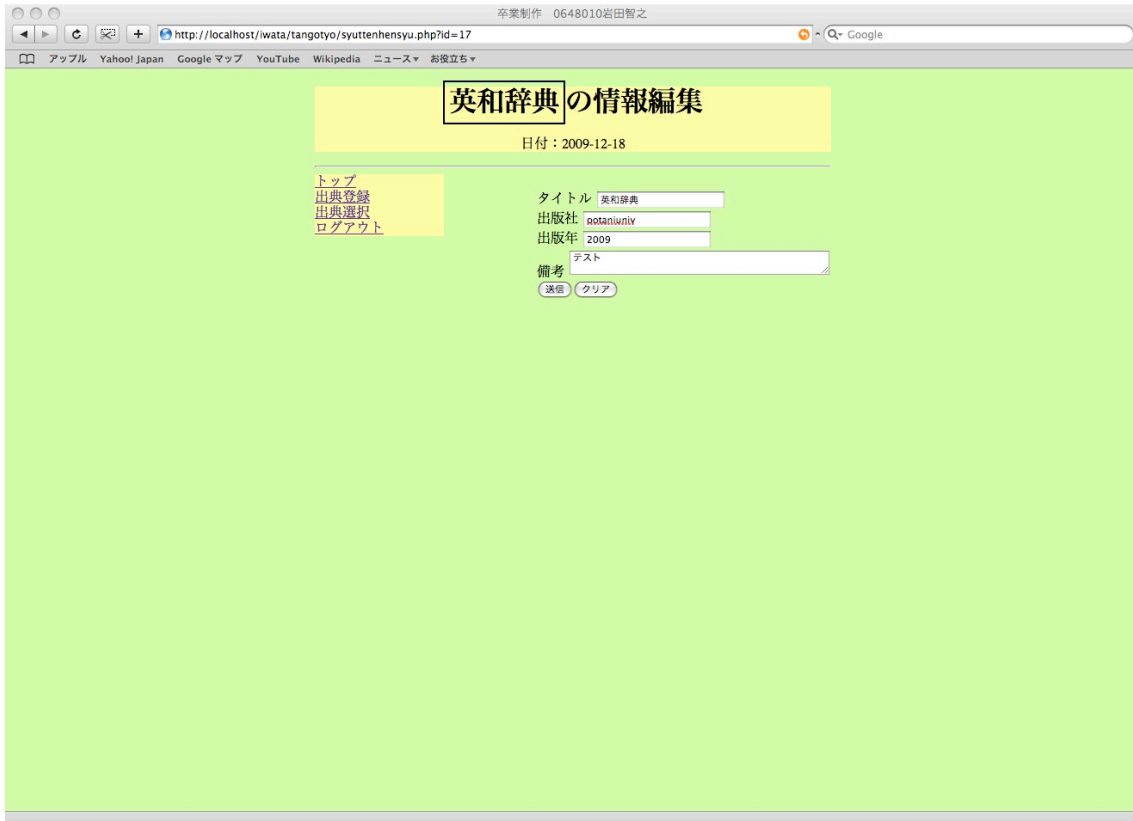 卒業制作 0648010岩田智之
http://localhost/iwata/tangotyo/syuttenhensyu.php?id=17
Google
アップル Yahoo! Japan Google マップ YouTube Wikipedia ニュース▼ お役立ち▼
英和辞典の情報編集
日付：2009-12-18
トップ
出典登録
出典選択
ログアウト
タイトル 英和辞典
出版社 ootaniuniv
出版年 2009
備考 テスト
送信 クリア